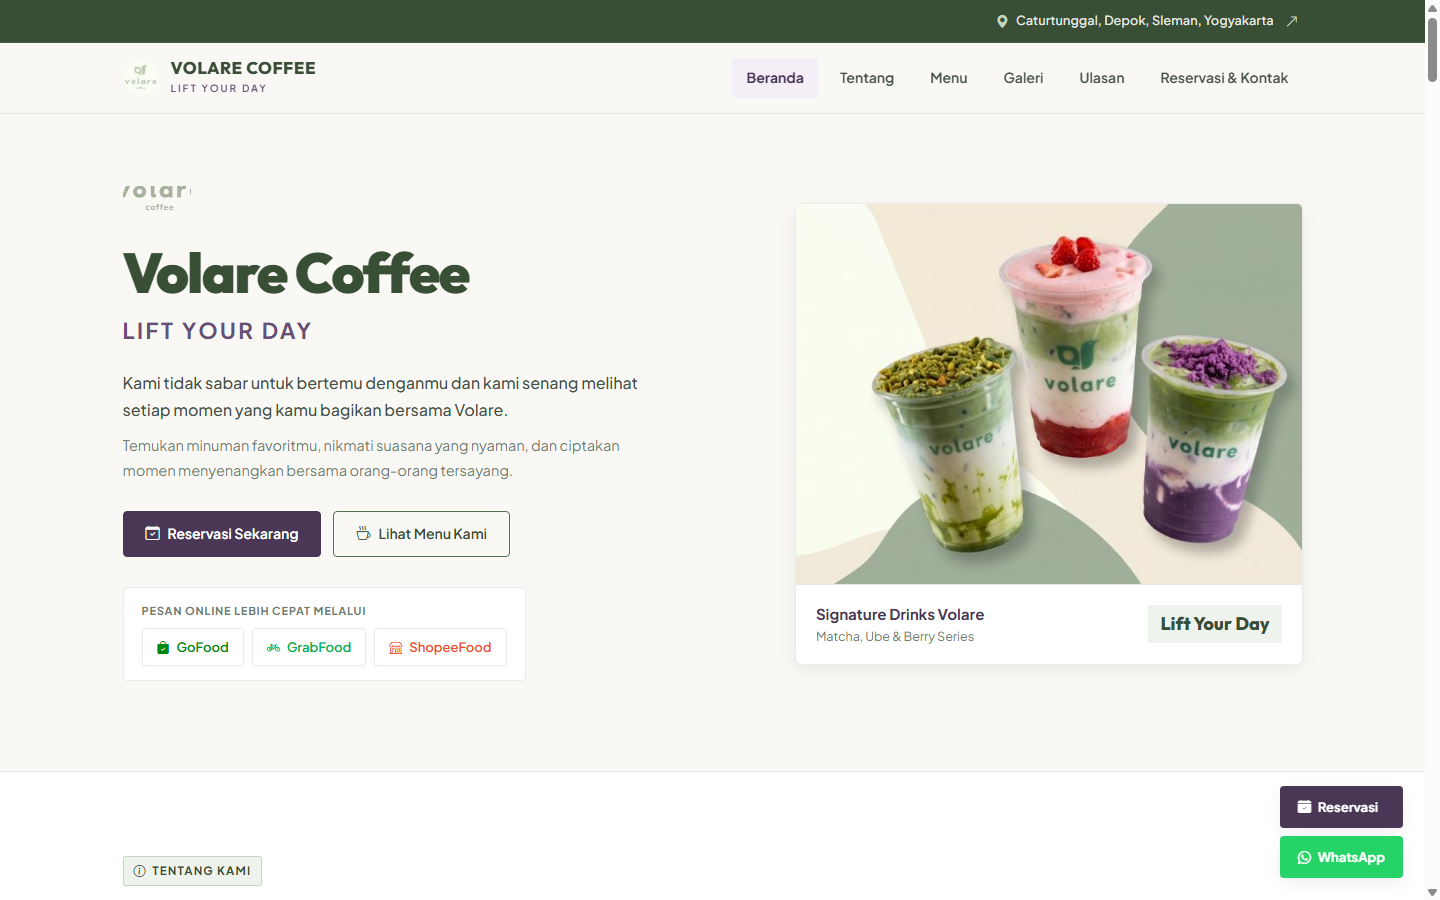 Caturtunggal, Depok, Sleman, Yogyakarta
volare
VOLARE COFFEE
LIFT YOUR DAY
Beranda
Tentang
Menu
Galeri
Ulasan
Reservasi & Kontak
coffee
Volare Coffee
LIFT YOUR DAY
Kami tidak sabar untuk bertemu denganmu dan kami senang melihat
setiap momen yang kamu bagikan bersama Volare.
Temukan minuman favoritmu, nikmati suasana yang nyaman, dan ciptakan
momen menyenangkan bersama orang-orang tersayang.
Reservasi Sekarang
Lihat Menu Kami
PESAN ONLINE LEBIH CEPAT MELALUI
GoFood
GrabFood
ShopeeFood
volare
volare
volare
Signature Drinks Volare
Matcha, Ube & Berry Series
Lift Your Day
Reservasi
WhatsApp
TENTANG KAMI